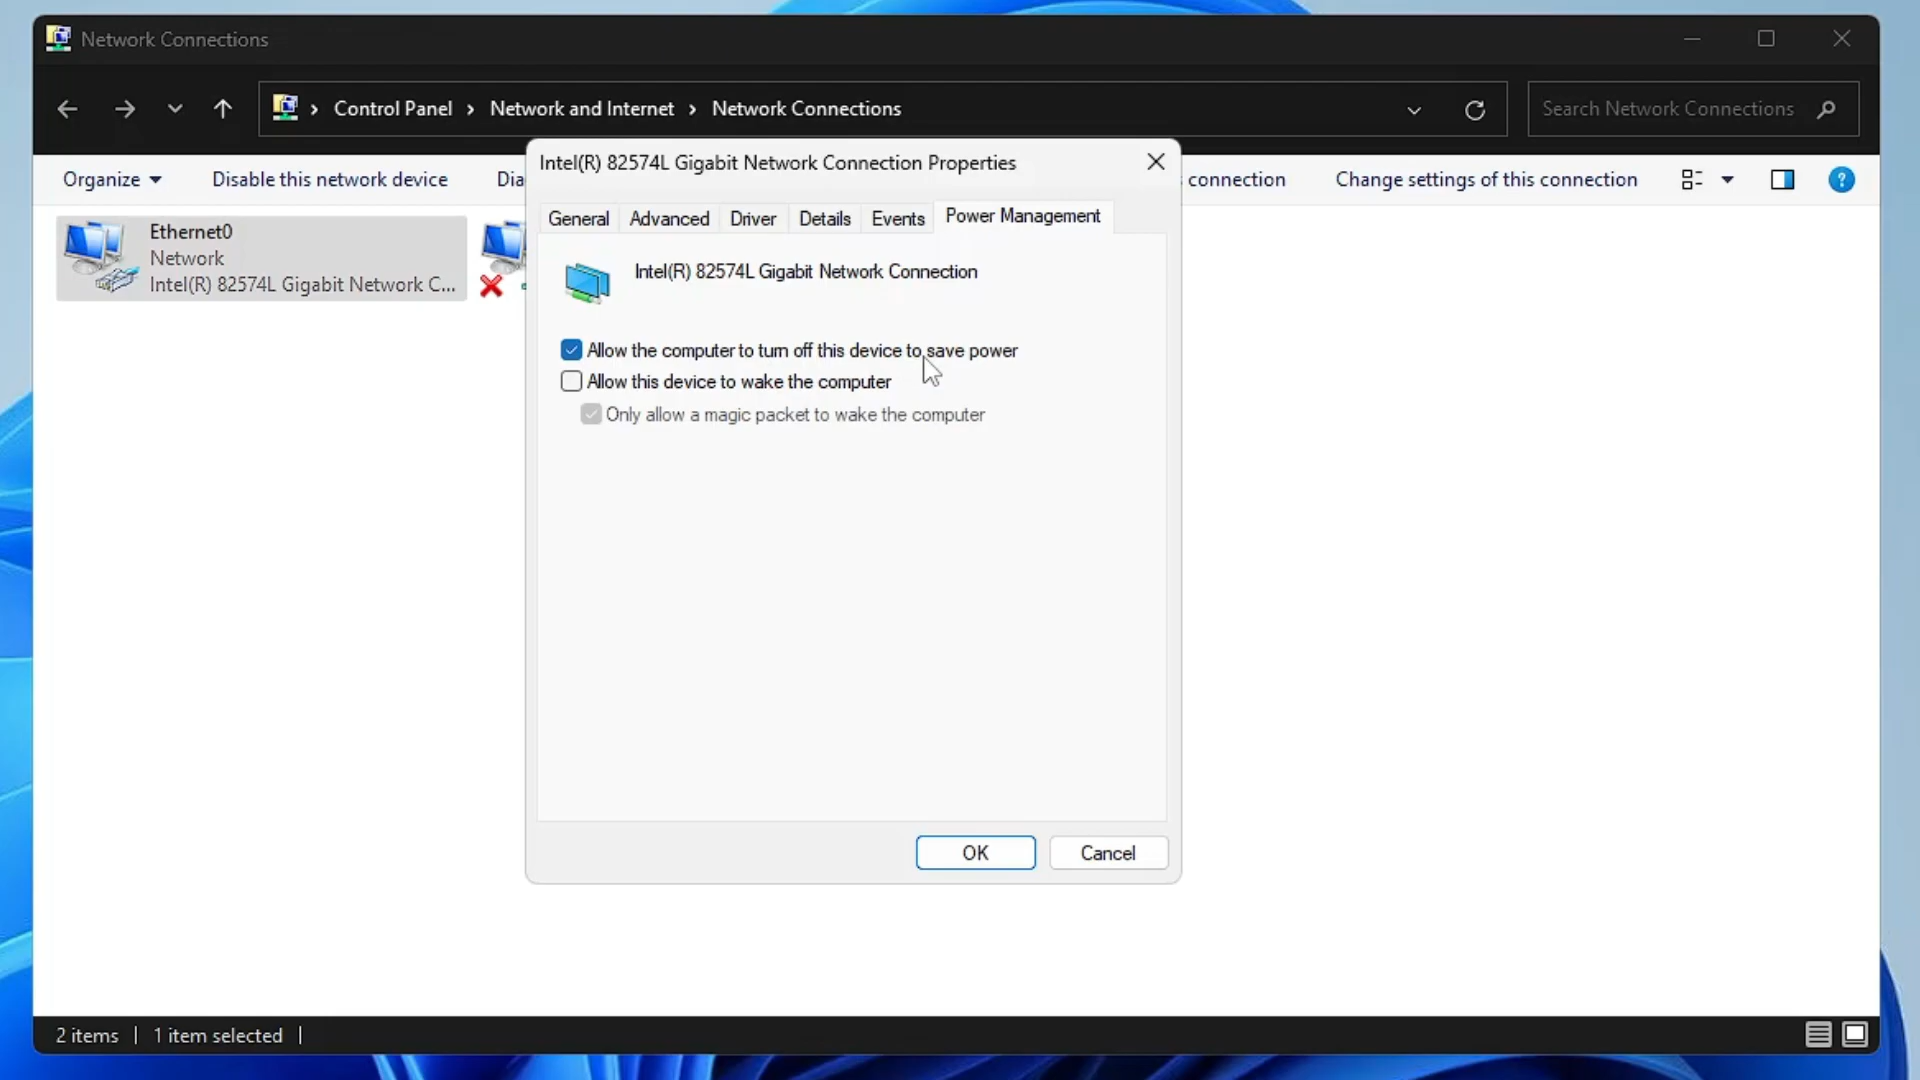 Network Connections
Control Panel › Network and Internet › Network Connections
Search Network Connections
Organize
Disable this network device
Dia
connection
Change settings of this connection
Ethernet0
Network
Intel(R) 82574L Gigabit Network C...
Intel(R) 82574L Gigabit Network Connection Properties
General
Advanced
Driver
Details
Events
Power Management
Intel(R) 82574L Gigabit Network Connection
Allow the computer to turn off this device to save power
Allow this device to wake the computer
Only allow a magic packet to wake the computer
OK
Cancel
2 items
1 item selected